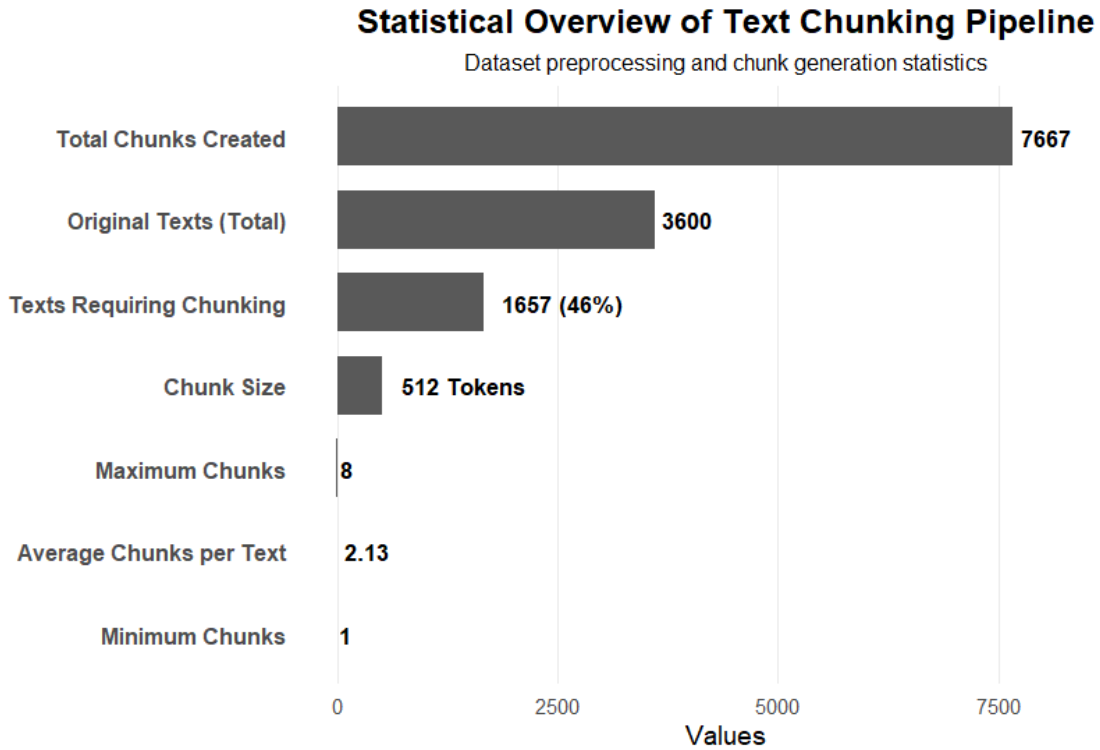 Statistical Overview of Text Chunking Pipeline
Dataset preprocessing and chunk generation statistics
Total Chunks Created 7667
Original Texts (Total) 3600
Texts Requiring Chunking 1657 (46%)
Chunk Size 512 Tokens
Maximum Chunks 8
Average Chunks per Text 2.13
Minimum Chunks 1
0 2500 5000 7500
Values